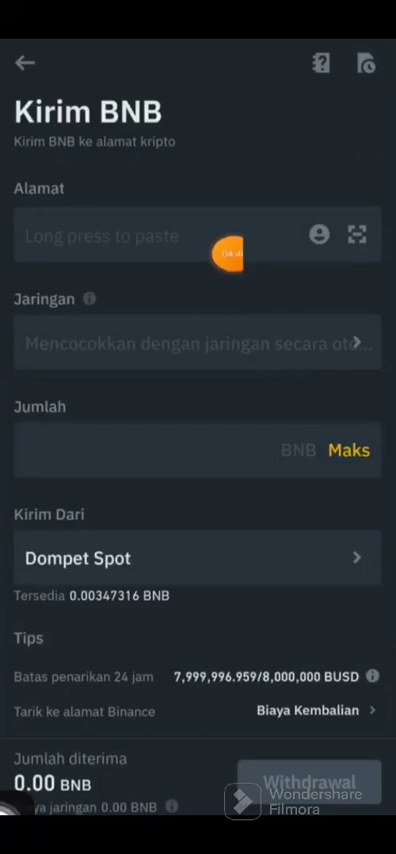 Kirim BNB
Kirim BNB ke alamat kripto
Alamat
Long press to paste
Jaringan
Mencocokkan dengan jaringan secara oto...
Jumlah
BNB Maks
Kirim Dari
Dompet Spot
Tersedia 0.00347316 BNB
Tips
Batas penarikan 24 jam 7,999,996.959/8,000,000 BUSD
Tarik ke alamat Binance Biaya Kembalian
Jumlah diterima
0.00 BNB
Withdrawal
jaringan 0.00 BNB
Wondershare
Filmora